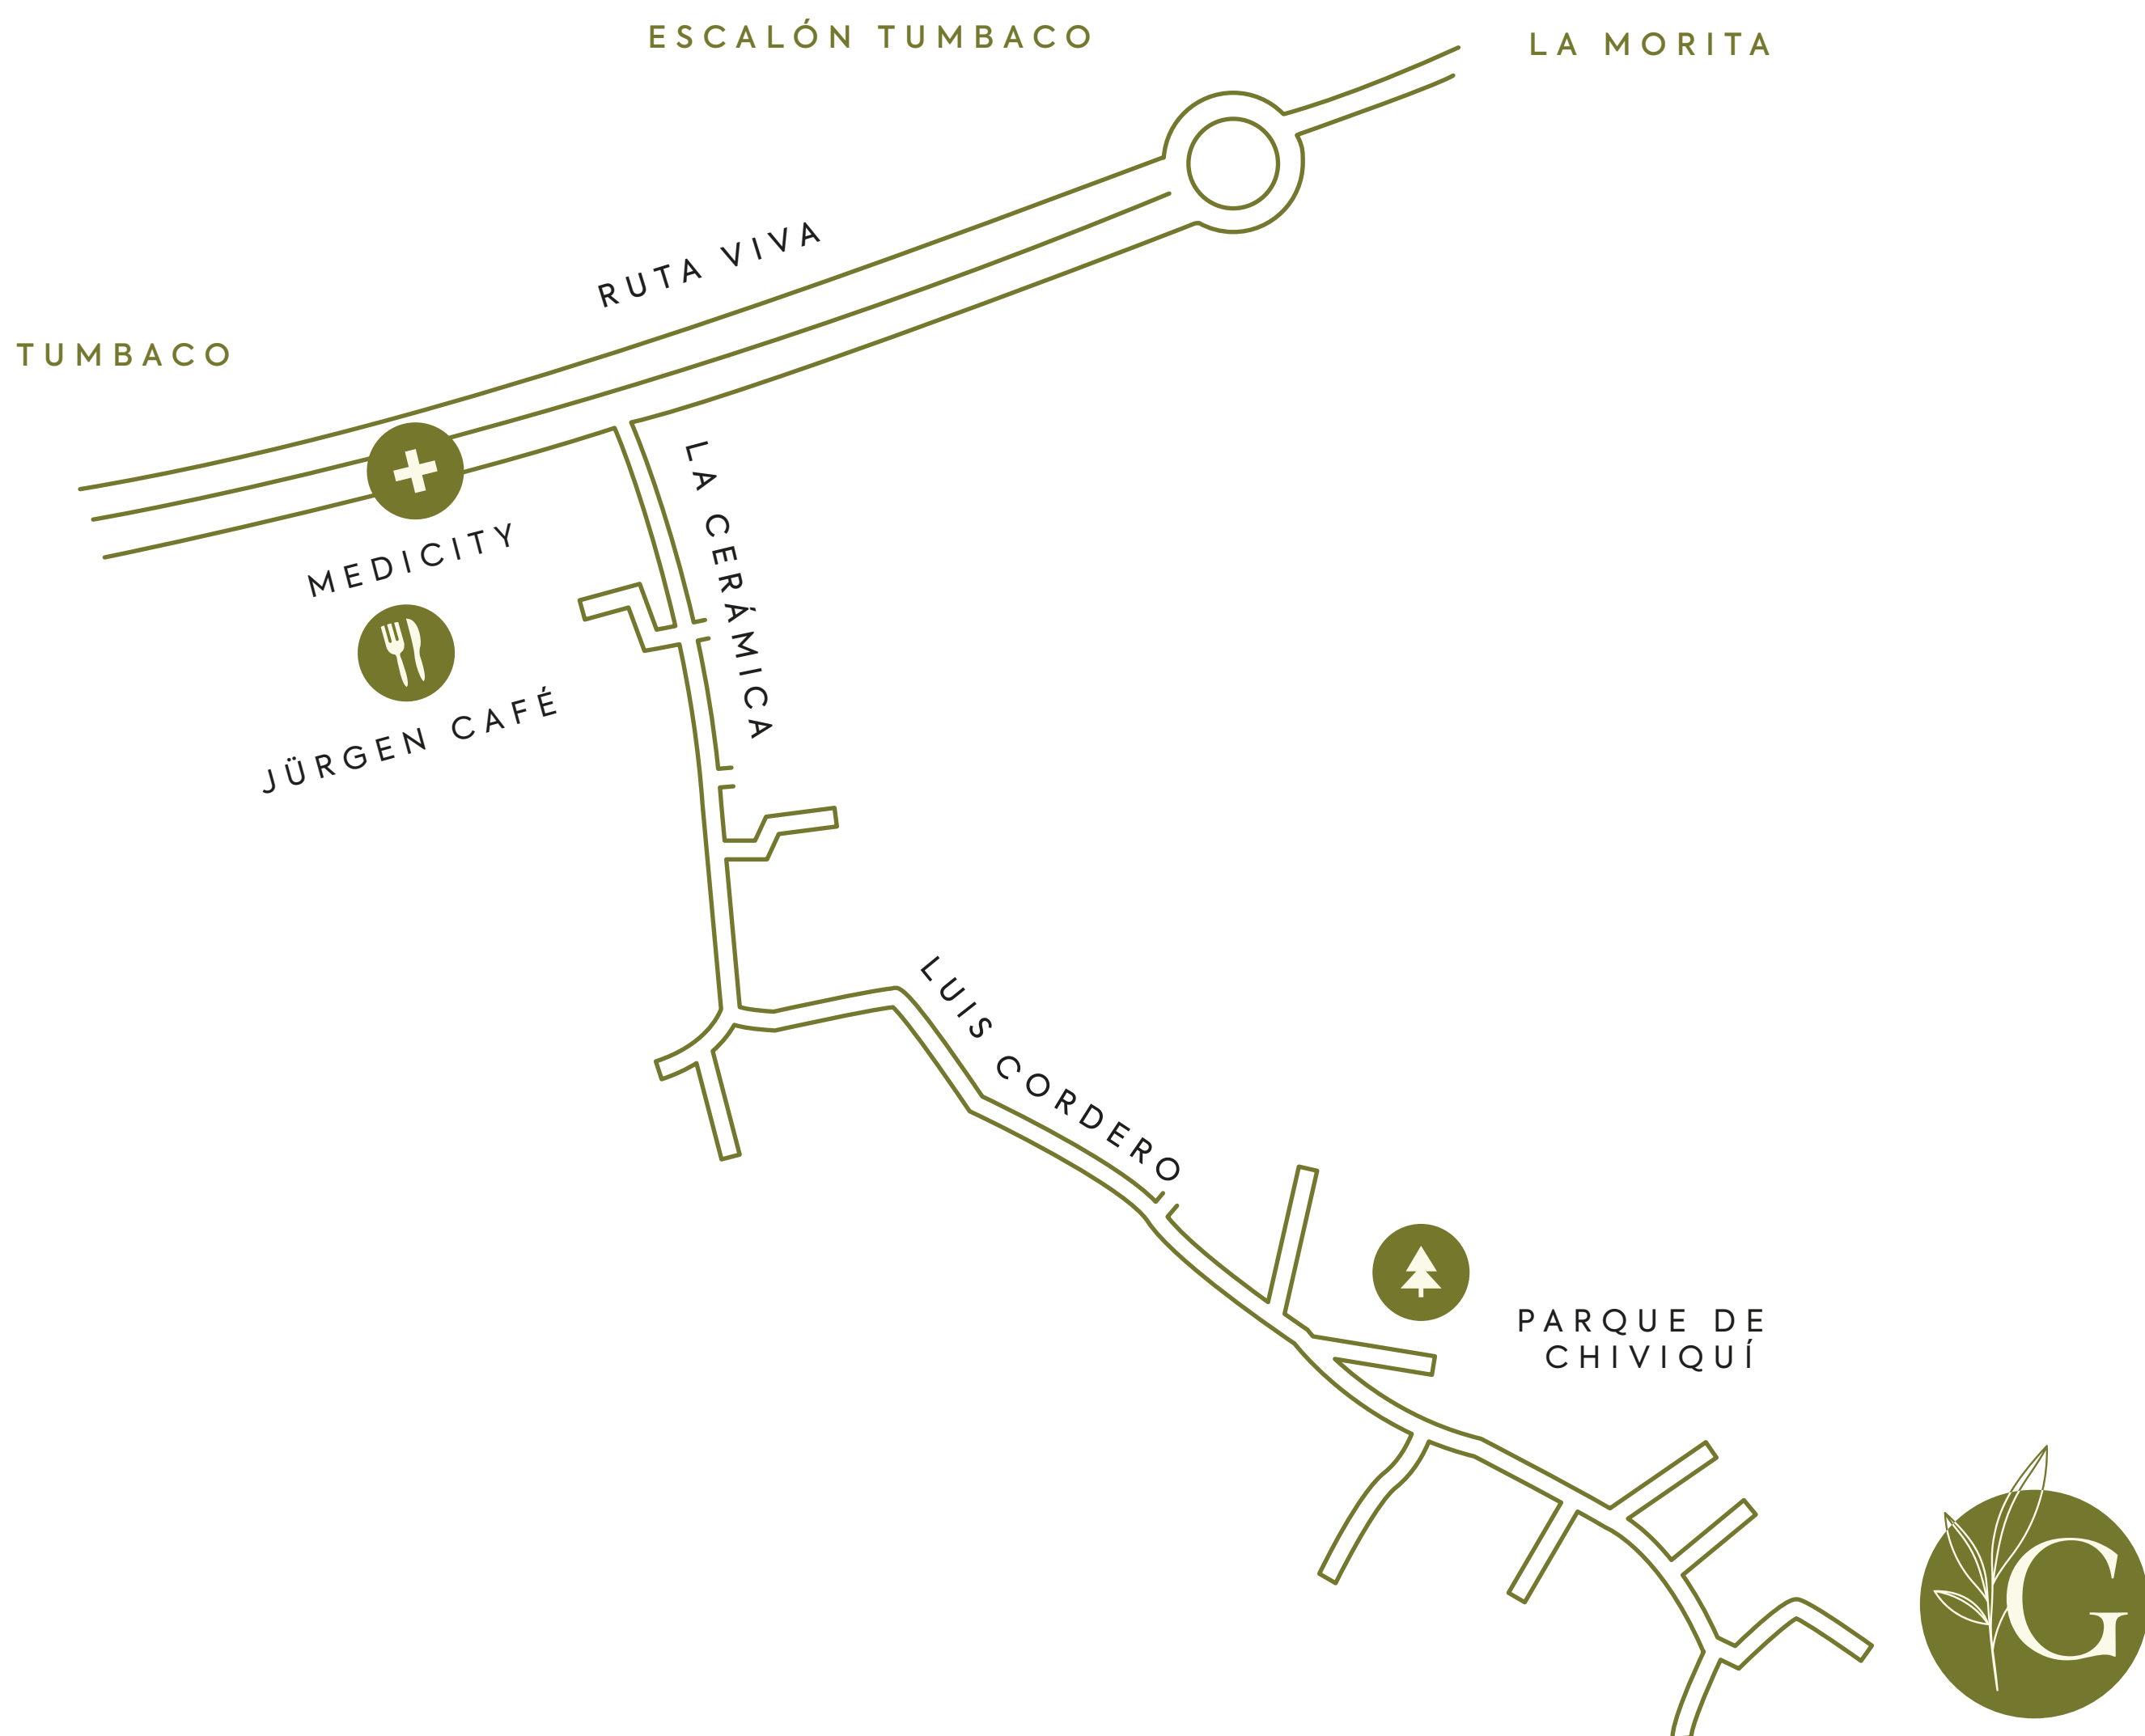 ESCALÓN TUMBACO
LA MORITA
RUTA VIVA
TUMBACO
LA CERÁMICA
MEDICITY
JÜRGEN CAFÉ
LUIS CORDERO
PARQUE DE
CHIVIQUÍ
G